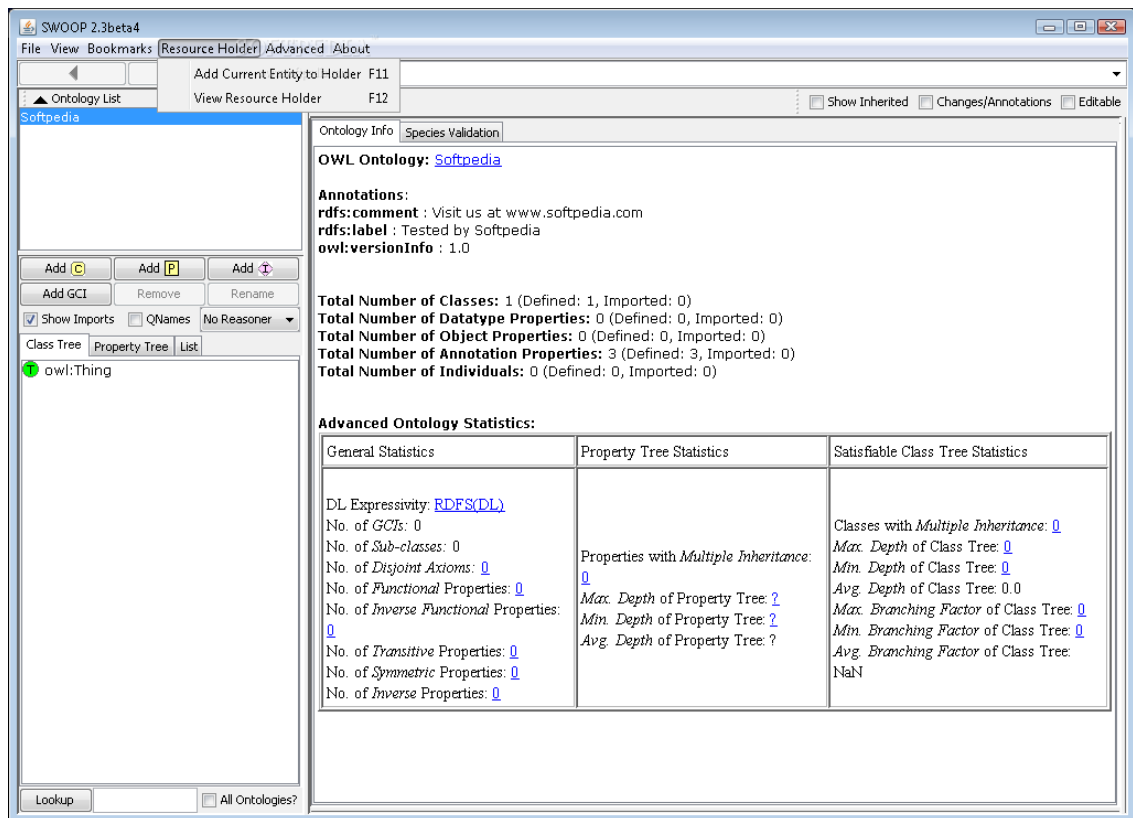 SWOOP 2.3beta4
File View Bookmarks Resource Holder Advanced About
Add Current Entity to Holder F11
View Resource Holder F12
Ontology List
Show Inherited Changes/Annotations Editable
Softpedia
Ontology Info Species Validation
OWL Ontology: Softpedia
Annotations:
rdfs:comment : Visit us at www.softpedia.com
rdfs:label : Tested by Softpedia
owl:versionInfo : 1.0
Add C Add P Add I
Add GCI Remove Rename
Show Imports QNames No Reasoner
Class Tree Property Tree List
T owl:Thing
Total Number of Classes: 1 (Defined: 1, Imported: 0)
Total Number of Datatype Properties: 0 (Defined: 0, Imported: 0)
Total Number of Object Properties: 0 (Defined: 0, Imported: 0)
Total Number of Annotation Properties: 3 (Defined: 3, Imported: 0)
Total Number of Individuals: 0 (Defined: 0, Imported: 0)
Advanced Ontology Statistics:
General Statistics
DL Expressivity: RDFS(DL)
No. of GCIs: 0
No. of Sub-classes: 0
No. of Disjoint Axioms: 0
No. of Functional Properties: 0
No. of Inverse Functional Properties:
0
No. of Transitive Properties: 0
No. of Symmetric Properties: 0
No. of Inverse Properties: 0
Property Tree Statistics
Properties with Multiple Inheritance:
0
Max. Depth of Property Tree: ?
Min. Depth of Property Tree: ?
Avg. Depth of Property Tree: ?
Satisfiable Class Tree Statistics
Classes with Multiple Inheritance: 0
Max. Depth of Class Tree: 0
Min. Depth of Class Tree: 0
Avg. Depth of Class Tree: 0.0
Max. Branching Factor of Class Tree: 0
Min. Branching Factor of Class Tree: 0
Avg. Branching Factor of Class Tree:
NaN
Lookup All Ontologies?